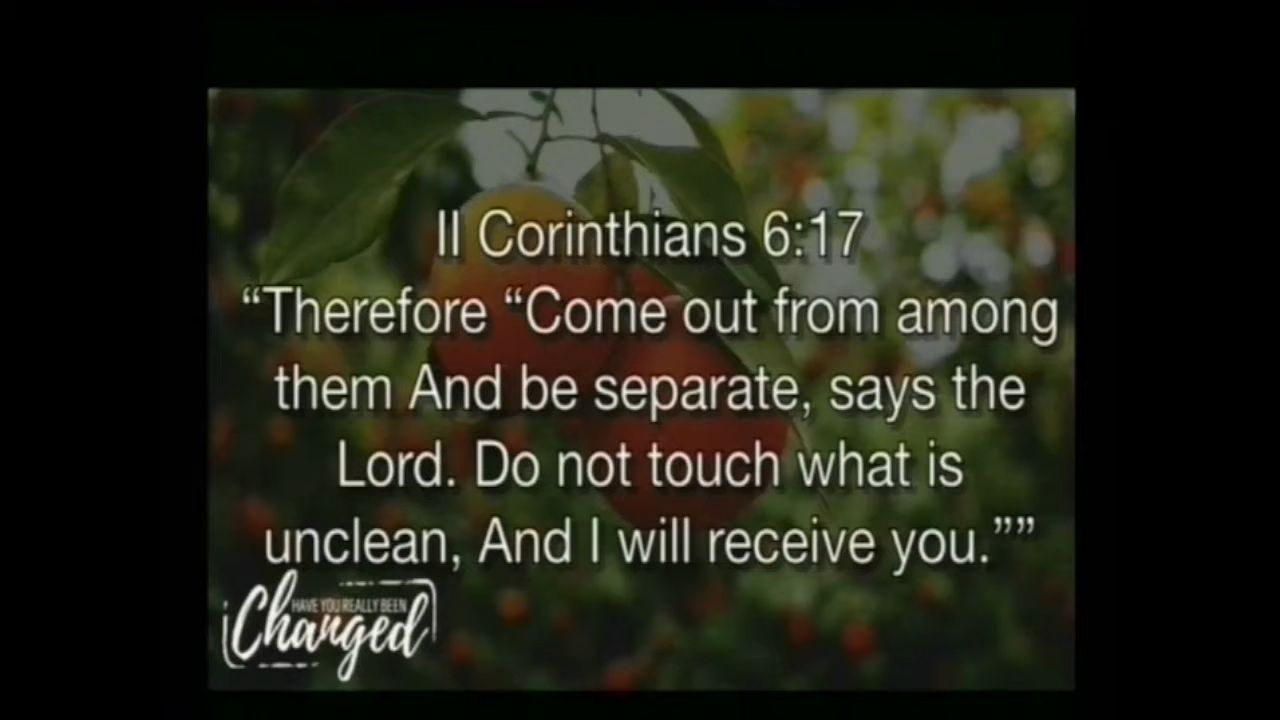 II Corinthians 6:17
“Therefore “Come out from among
them And be separate, says the
Lord. Do not touch what is
unclean, And I will receive you.””
HAVE YOU REALLY BEEN
Changed